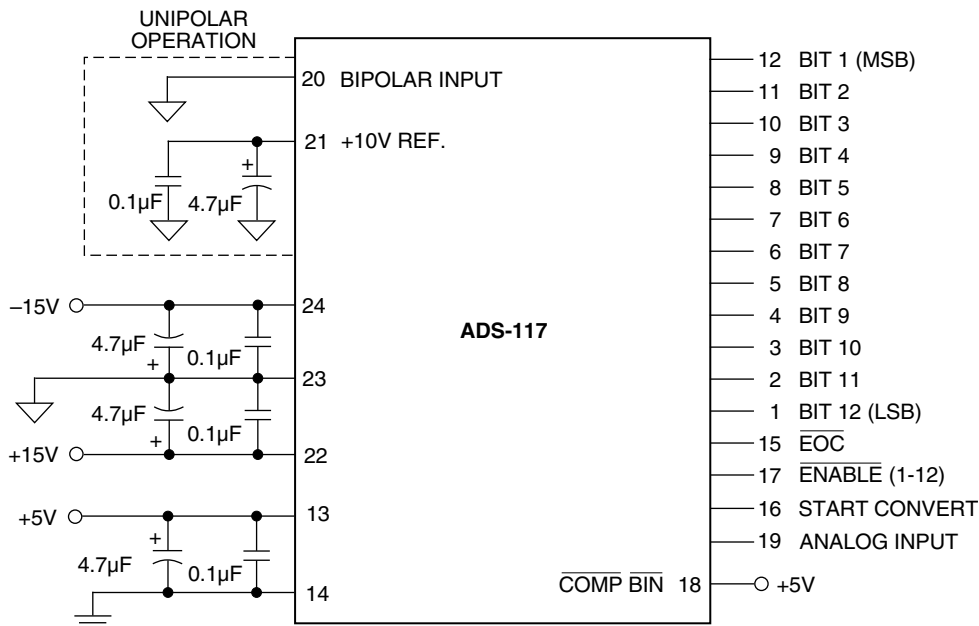 UNIPOLAR
OPERATION
20 BIPOLAR INPUT
21 +10V REF.
+
0.1µF
4.7µF
–15V
24
4.7µF
0.1µF
+
23
4.7µF
0.1µF
+
+15V
22
+5V
13
+
4.7µF
0.1µF
14
ADS-117
12 BIT 1 (MSB)
11 BIT 2
10 BIT 3
9 BIT 4
8 BIT 5
7 BIT 6
6 BIT 7
5 BIT 8
4 BIT 9
3 BIT 10
2 BIT 11
1 BIT 12 (LSB)
15 EOC
17 ENABLE (1-12)
16 START CONVERT
19 ANALOG INPUT
COMP BIN 18 +5V